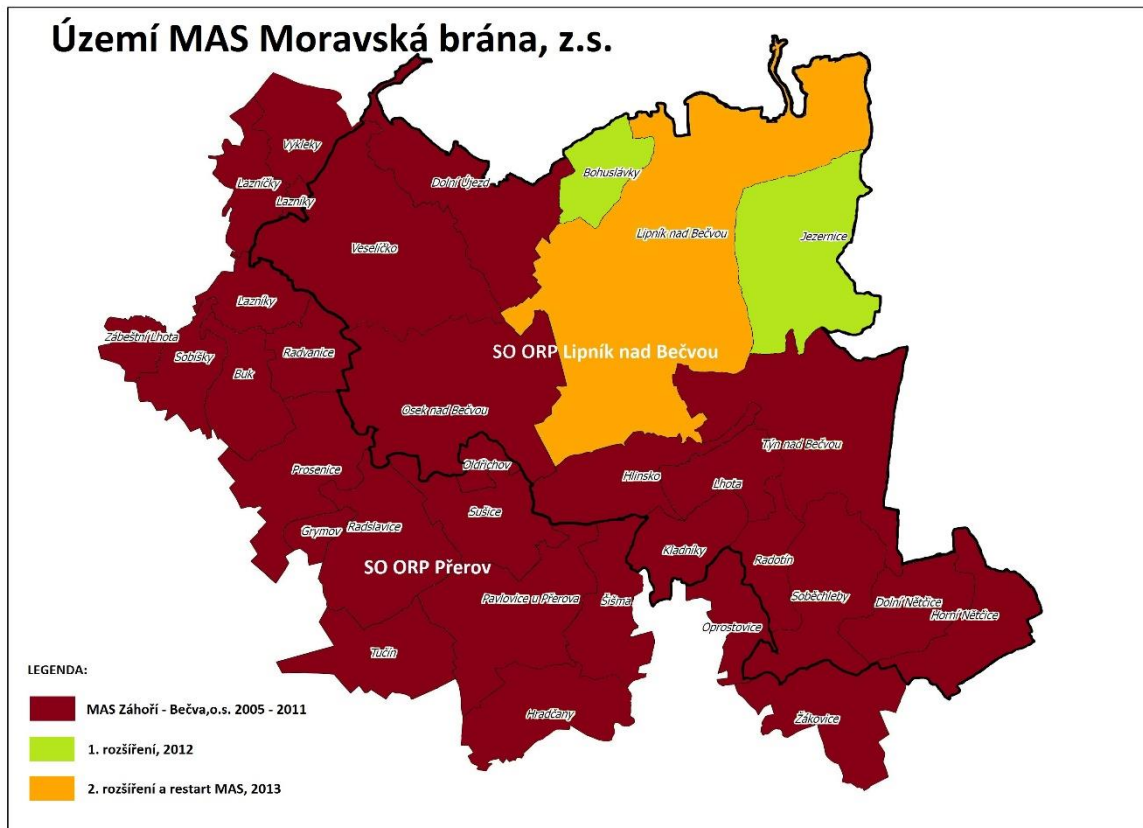 Území MAS Moravská brána, z.s.
Výkleky
Lazničky
Lazníky
Dolní Újezd
Bohuslávky
Veselíčko
Lipník nad Bečvou
Jezernice
Lazníky
Zábeštní Lhota
Sobíšky
Radvanice
Buk
SO ORP Lipník nad Bečvou
Osek nad Bečvou
Týn nad Bečvou
Oldřichov
Prosenice
Hlinsko
Lhota
Sušice
Grymov
Radslavice
Kladníky
Radotín
SO ORP Přerov
Pavlovice u Přerova
Šišma
Soběchleby
Dolní Nětčice
Horní Nětčice
Oprostovice
Tučín
Hradčany
Žákovice
LEGENDA:
MAS Záhoří - Bečva,o.s. 2005 - 2011
1. rozšíření, 2012
2. rozšíření a restart MAS, 2013